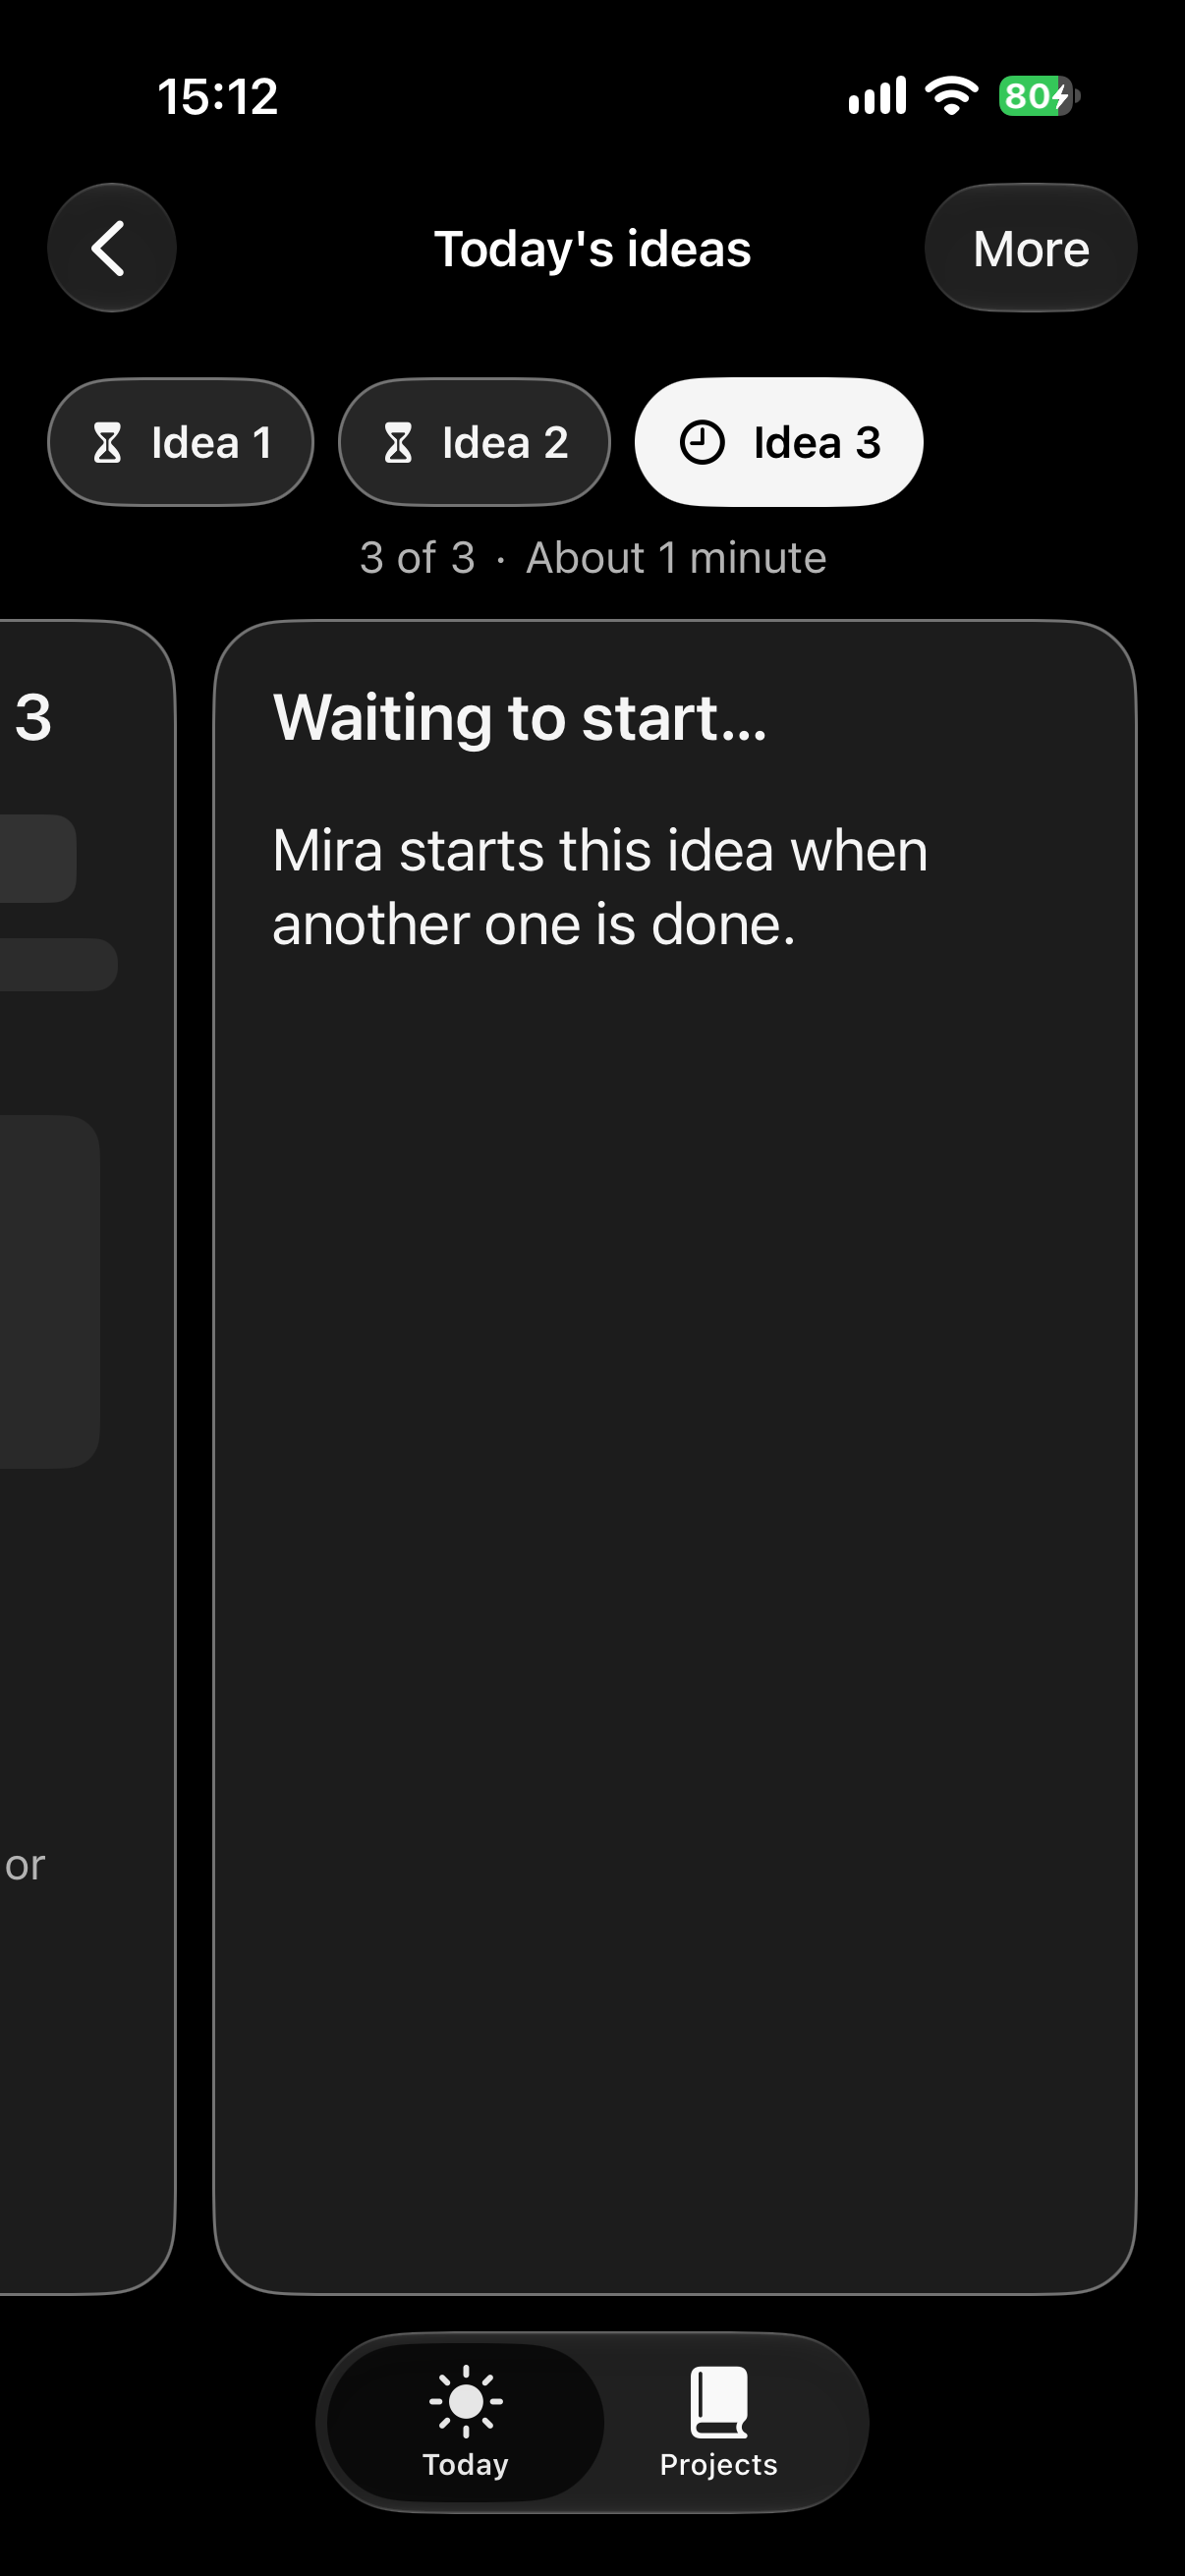 15:12
80
Today's ideas
More
Idea 1
Idea 2
Idea 3
3 of 3 · About 1 minute
3
Waiting to start...
Mira starts this idea when
another one is done.
or
Today
Projects